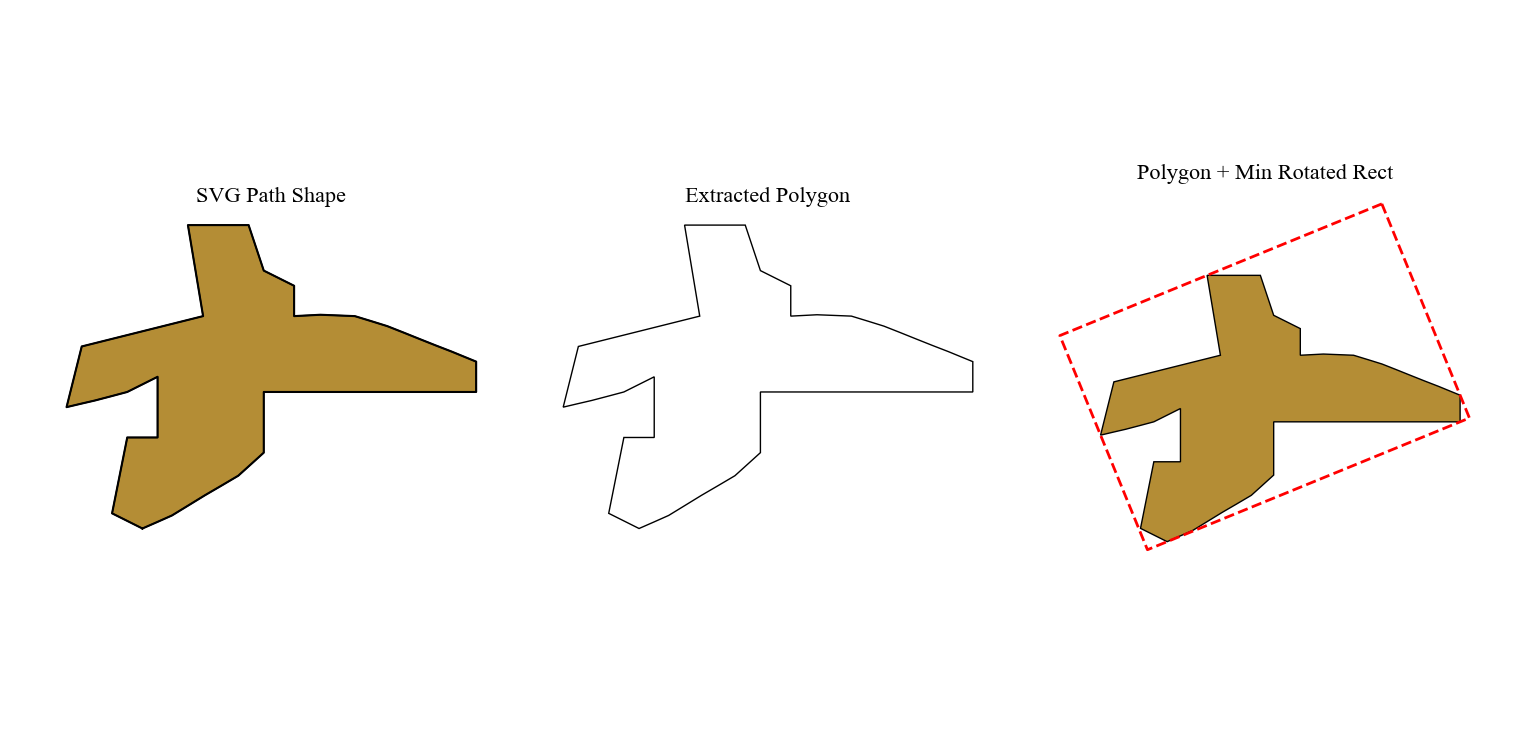 SVG Path Shape
Extracted Polygon
Polygon + Min Rotated Rect